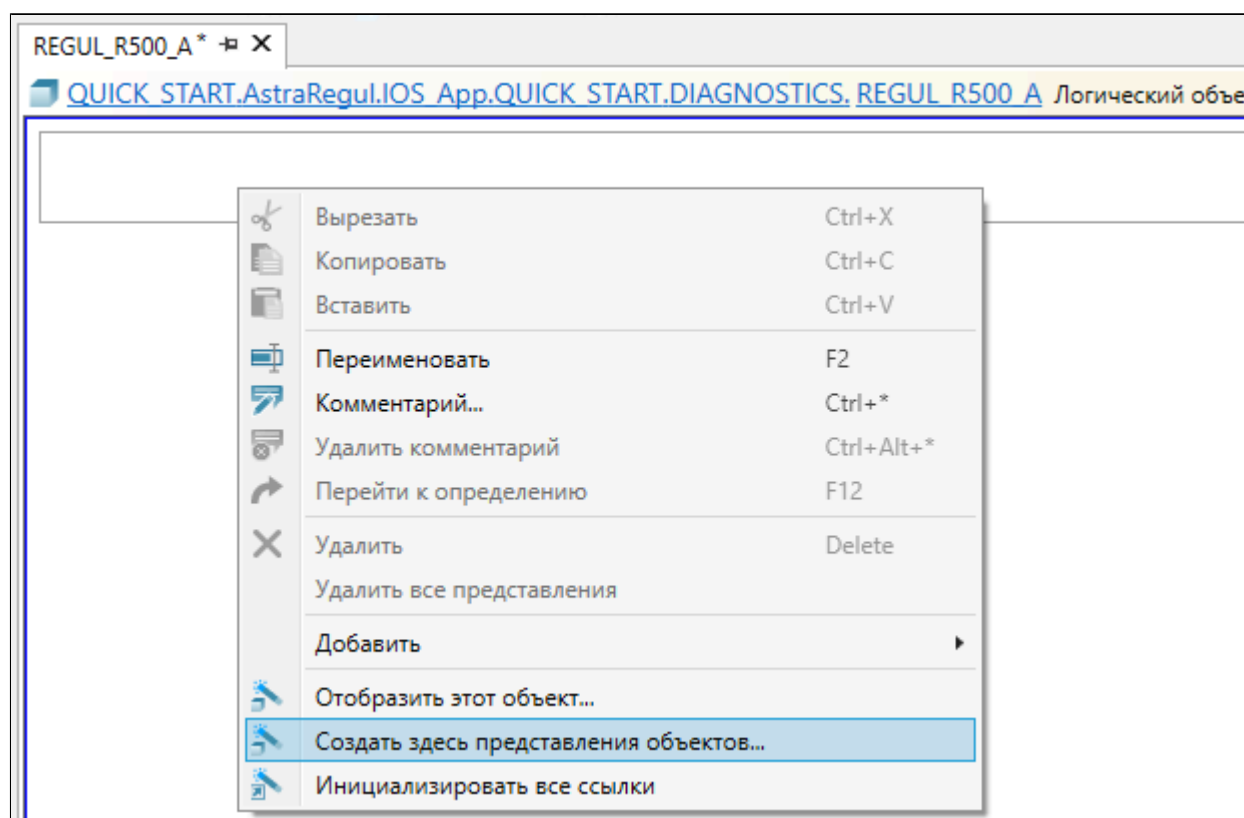 REGUL_R500_A*
QUICK_START.AstraRegul.IOS_App.QUICK_START.DIAGNOSTICS. REGUL_R500_A Логический объе
Вырезать Ctrl+X
Копировать Ctrl+C
Вставить Ctrl+V
Переименовать F2
Комментарий... Ctrl+*
Удалить комментарий Ctrl+Alt+*
Перейти к определению F12
Удалить Delete
Удалить все представления
Добавить
Отобразить этот объект...
Создать здесь представления объектов...
Инициализировать все ссылки